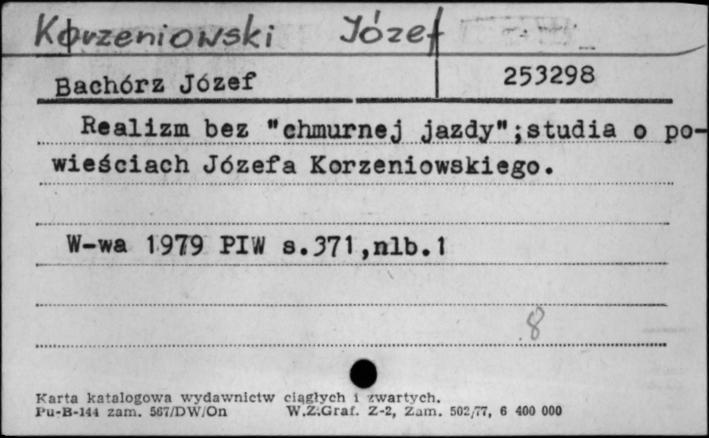 Korzeniowski Józef
Bachórz Józef 253298
Realizm bez "chmurnej jazdy";studia o po-
wieściach Józefa Korzeniowskiego.
W-wa 1979 PIW s.371,nlb.1
8
Karta katalogowa wydawnictw ciągłych i zwartych.
Pu-B-144 zam. 567/DW/On W.Z.Graf. Z-2, Zam. 502/77, 6 400 000